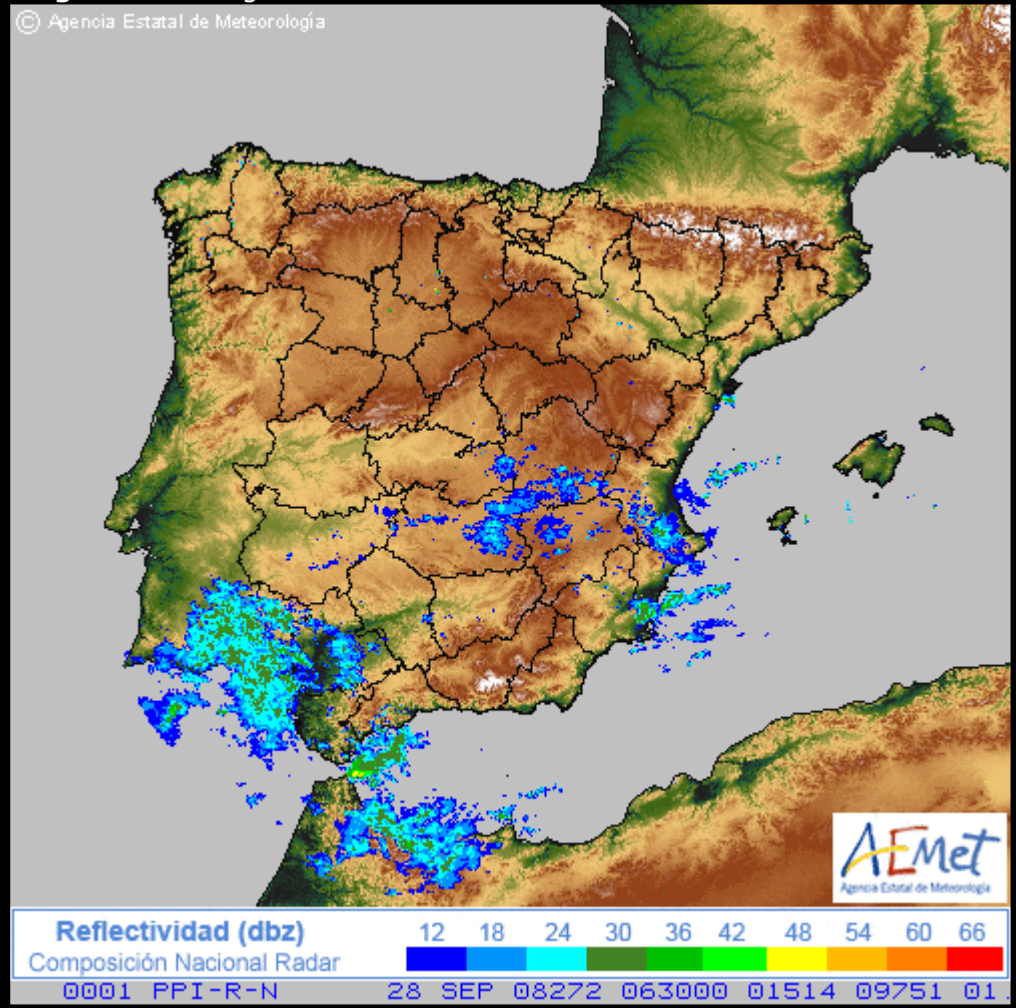 © Agencia Estatal de Meteorología
AEMet
Agencia Estatal de Meteorología
Reflectividad (dbz)
12 18 24 30 36 42 48 54 60 66
Composición Nacional Radar
0001 PPI-R-N 28 SEP 08272 063000 01514 09751 01.